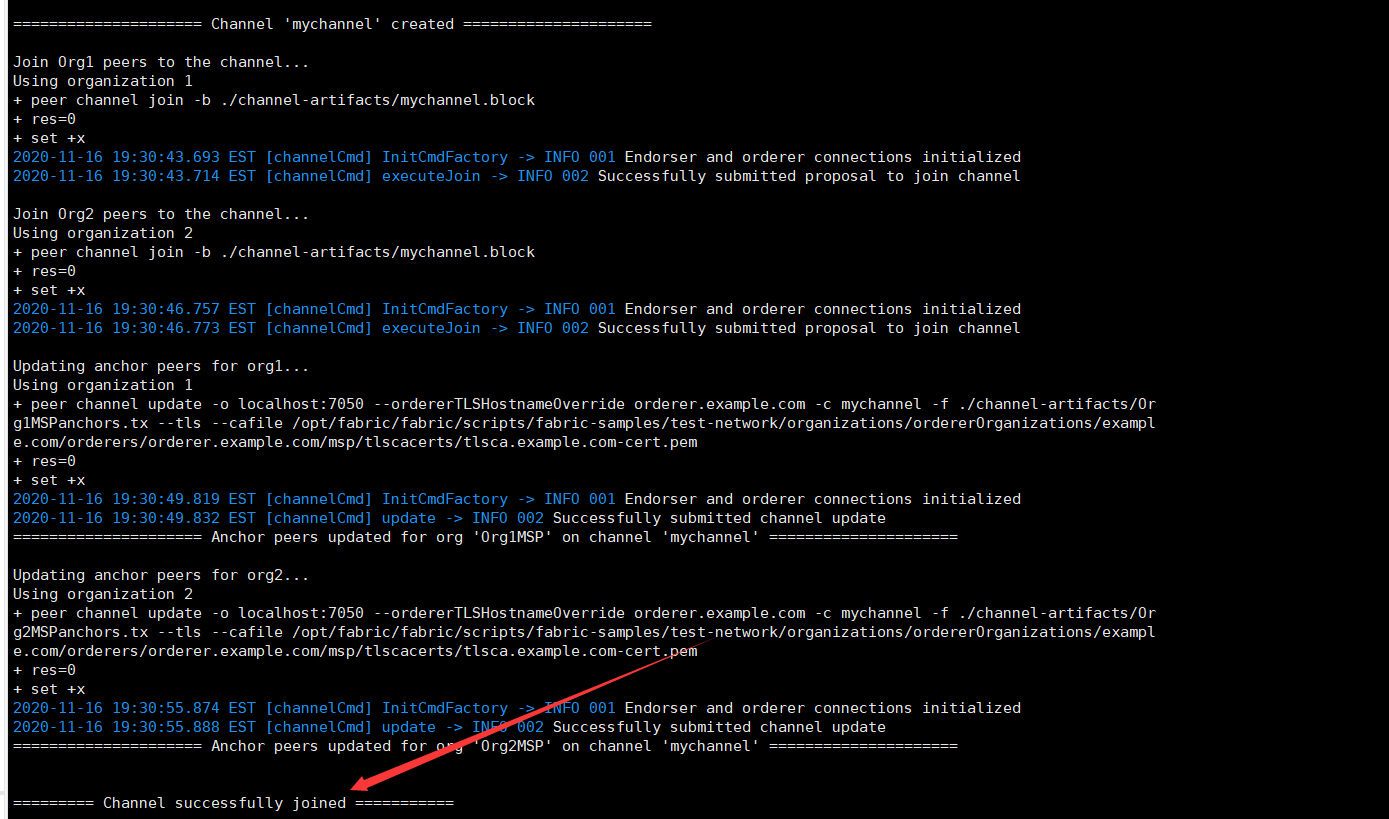 ===================== Channel 'mychannel' created =====================
Join Org1 peers to the channel...
Using organization 1
+ peer channel join -b ./channel-artifacts/mychannel.block
+ res=0
+ set +x
2020-11-16 19:30:43.693 EST [channelCmd] InitCmdFactory -> INFO 001 Endorser and orderer connections initialized
2020-11-16 19:30:43.714 EST [channelCmd] executeJoin -> INFO 002 Successfully submitted proposal to join channel
Join Org2 peers to the channel...
Using organization 2
+ peer channel join -b ./channel-artifacts/mychannel.block
+ res=0
+ set +x
2020-11-16 19:30:46.757 EST [channelCmd] InitCmdFactory -> INFO 001 Endorser and orderer connections initialized
2020-11-16 19:30:46.773 EST [channelCmd] executeJoin -> INFO 002 Successfully submitted proposal to join channel
Updating anchor peers for org1...
Using organization 1
+ peer channel update -o localhost:7050 --ordererTLSHostnameOverride orderer.example.com -c mychannel -f ./channel-artifacts/Or
g1MSPanchors.tx --tls --cafile /opt/fabric/fabric/scripts/fabric-samples/test-network/organizations/ordererOrganizations/exampl
e.com/orderers/orderer.example.com/msp/tlscacerts/tlsca.example.com-cert.pem
+ res=0
+ set +x
2020-11-16 19:30:49.819 EST [channelCmd] InitCmdFactory -> INFO 001 Endorser and orderer connections initialized
2020-11-16 19:30:49.832 EST [channelCmd] update -> INFO 002 Successfully submitted channel update
===================== Anchor peers updated for org 'Org1MSP' on channel 'mychannel' =====================
Updating anchor peers for org2...
Using organization 2
+ peer channel update -o localhost:7050 --ordererTLSHostnameOverride orderer.example.com -c mychannel -f ./channel-artifacts/Or
g2MSPanchors.tx --tls --cafile /opt/fabric/fabric/scripts/fabric-samples/test-network/organizations/ordererOrganizations/exampl
e.com/orderers/orderer.example.com/msp/tlscacerts/tlsca.example.com-cert.pem
+ res=0
+ set +x
2020-11-16 19:30:55.874 EST [channelCmd] InitCmdFactory -> INFO 001 Endorser and orderer connections initialized
2020-11-16 19:30:55.888 EST [channelCmd] update -> INFO 002 Successfully submitted channel update
===================== Anchor peers updated for org 'Org2MSP' on channel 'mychannel' =====================
========= Channel successfully joined ===========